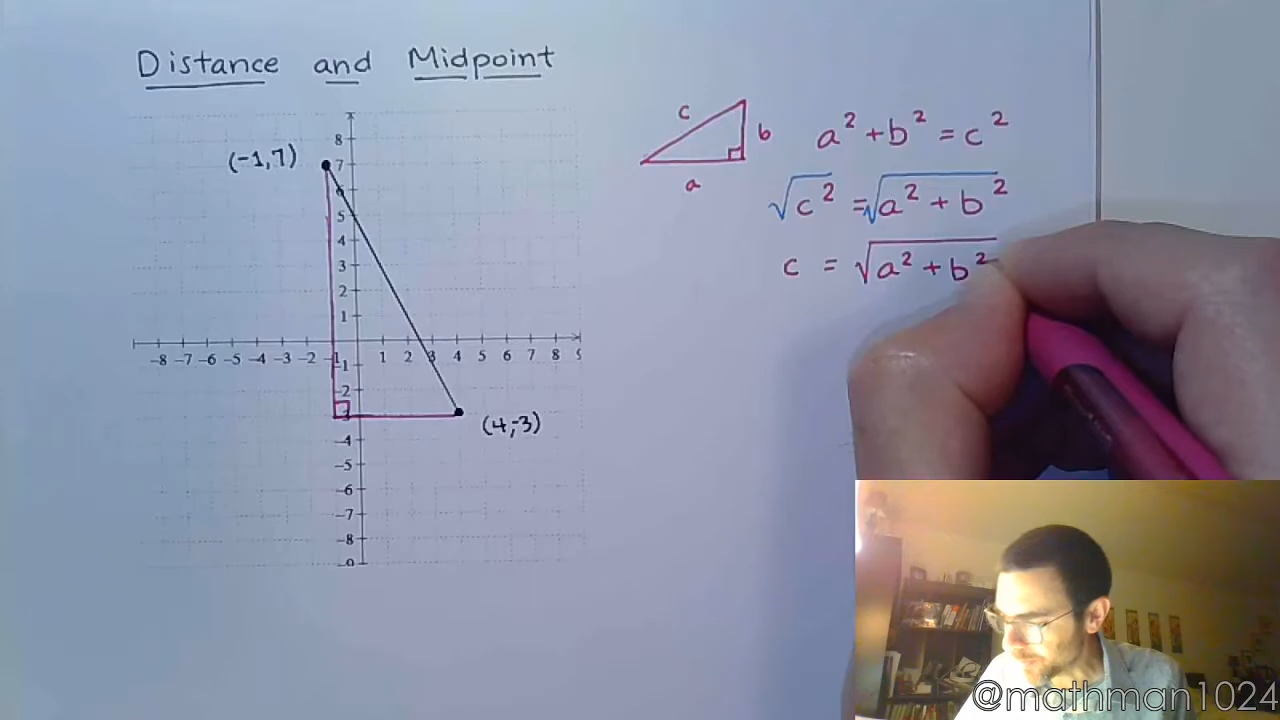 Distance and Midpoint
(-1,7)
8
7
6
5
4
3
2
1
-8 -7 -6 -5 -4 -3 -2 -1 1 2 3 4 5 6 7 8 9
-1
-2
-3
-4
-5
-6
-7
-8
-9
(4,-3)
c
b
a
a² + b² = c²
√c² = √a² + b²
c = √a² + b²
@mathman1024